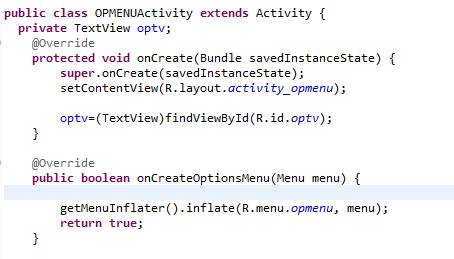 public class OPMENUActivity extends Activity {
private TextView optv;
@Override
protected void onCreate(Bundle savedInstanceState) {
super.onCreate(savedInstanceState);
setContentView(R.layout.activity_opmenu);
optv=(TextView)findViewById(R.id.optv);
}
@Override
public boolean onCreateOptionsMenu(Menu menu) {
getMenuInflater().inflate(R.menu.opmenu, menu);
return true;
}